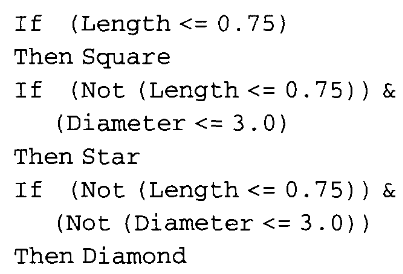 If (Length <= 0.75)
Then Square
If (Not (Length <= 0.75)) &
(Diameter <= 3.0)
Then Star
If (Not (Length <= 0.75)) &
(Not (Diameter <= 3.0))
Then Diamond